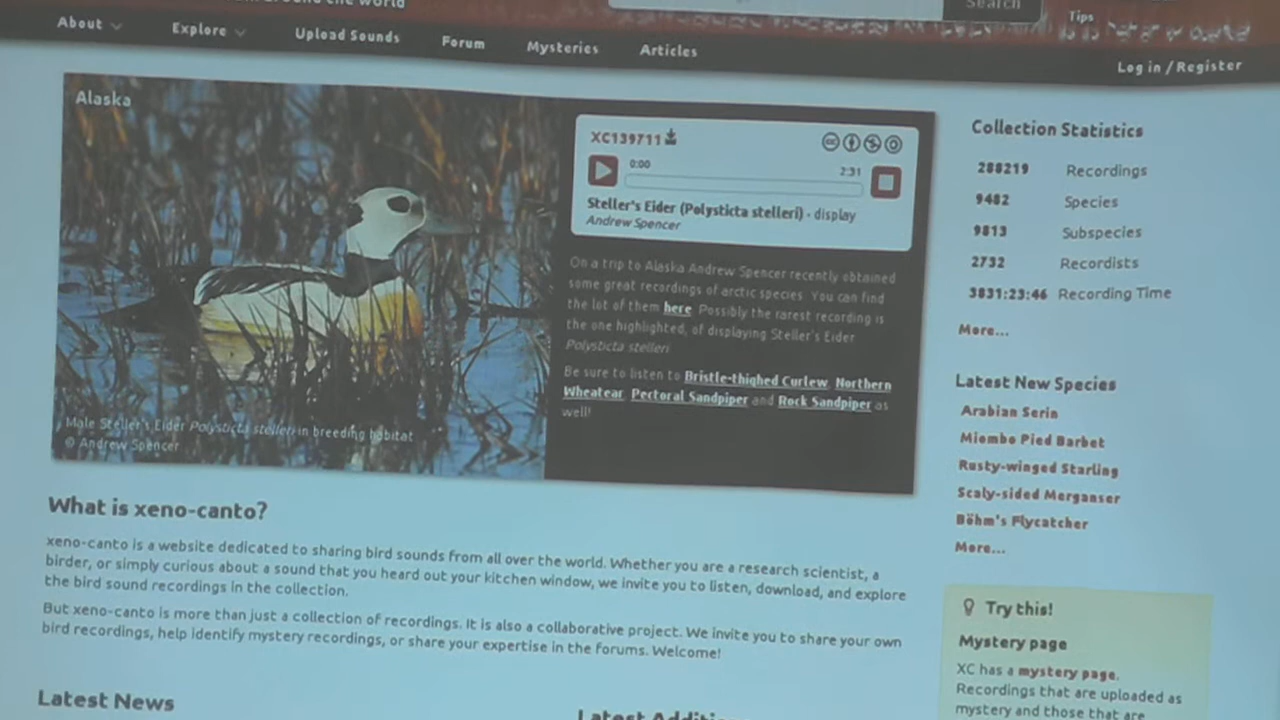 the world
Search
Tips
About
Explore
Upload Sounds
Forum
Mysteries
Articles
Log in / Register
Alaska
Male Steller's Eider Polysticta stelleri in breeding habitat
© Andrew Spencer
XC139711
0:00
2:31
Steller's Eider (Polysticta stelleri) · display
Andrew Spencer
On a trip to Alaska Andrew Spencer recently obtained
some great recordings of arctic species. You can find
the lot of them here. Possibly the rarest recording is
the one highlighted, of displaying Steller's Eider
Polysticta stelleri
Be sure to listen to Bristle-thighed Curlew, Northern
Wheatear, Pectoral Sandpiper and Rock Sandpiper as
well!
Collection Statistics
288219 Recordings
9482 Species
9813 Subspecies
2732 Recordists
3831:23:46 Recording Time
More...
Latest New Species
Arabian Serin
Miombo Pied Barbet
Rusty-winged Starling
Scaly-sided Merganser
Böhm's Flycatcher
More...
What is xeno-canto?
xeno-canto is a website dedicated to sharing bird sounds from all over the world. Whether you are a research scientist, a
birder, or simply curious about a sound that you heard out your kitchen window, we invite you to listen, download, and explore
the bird sound recordings in the collection.
But xeno-canto is more than just a collection of recordings. It is also a collaborative project. We invite you to share your own
bird recordings, help identify mystery recordings, or share your expertise in the forums. Welcome!
Try this!
Mystery page
XC has a mystery page.
Recordings that are uploaded as
mystery and those that are
Latest News
Latest